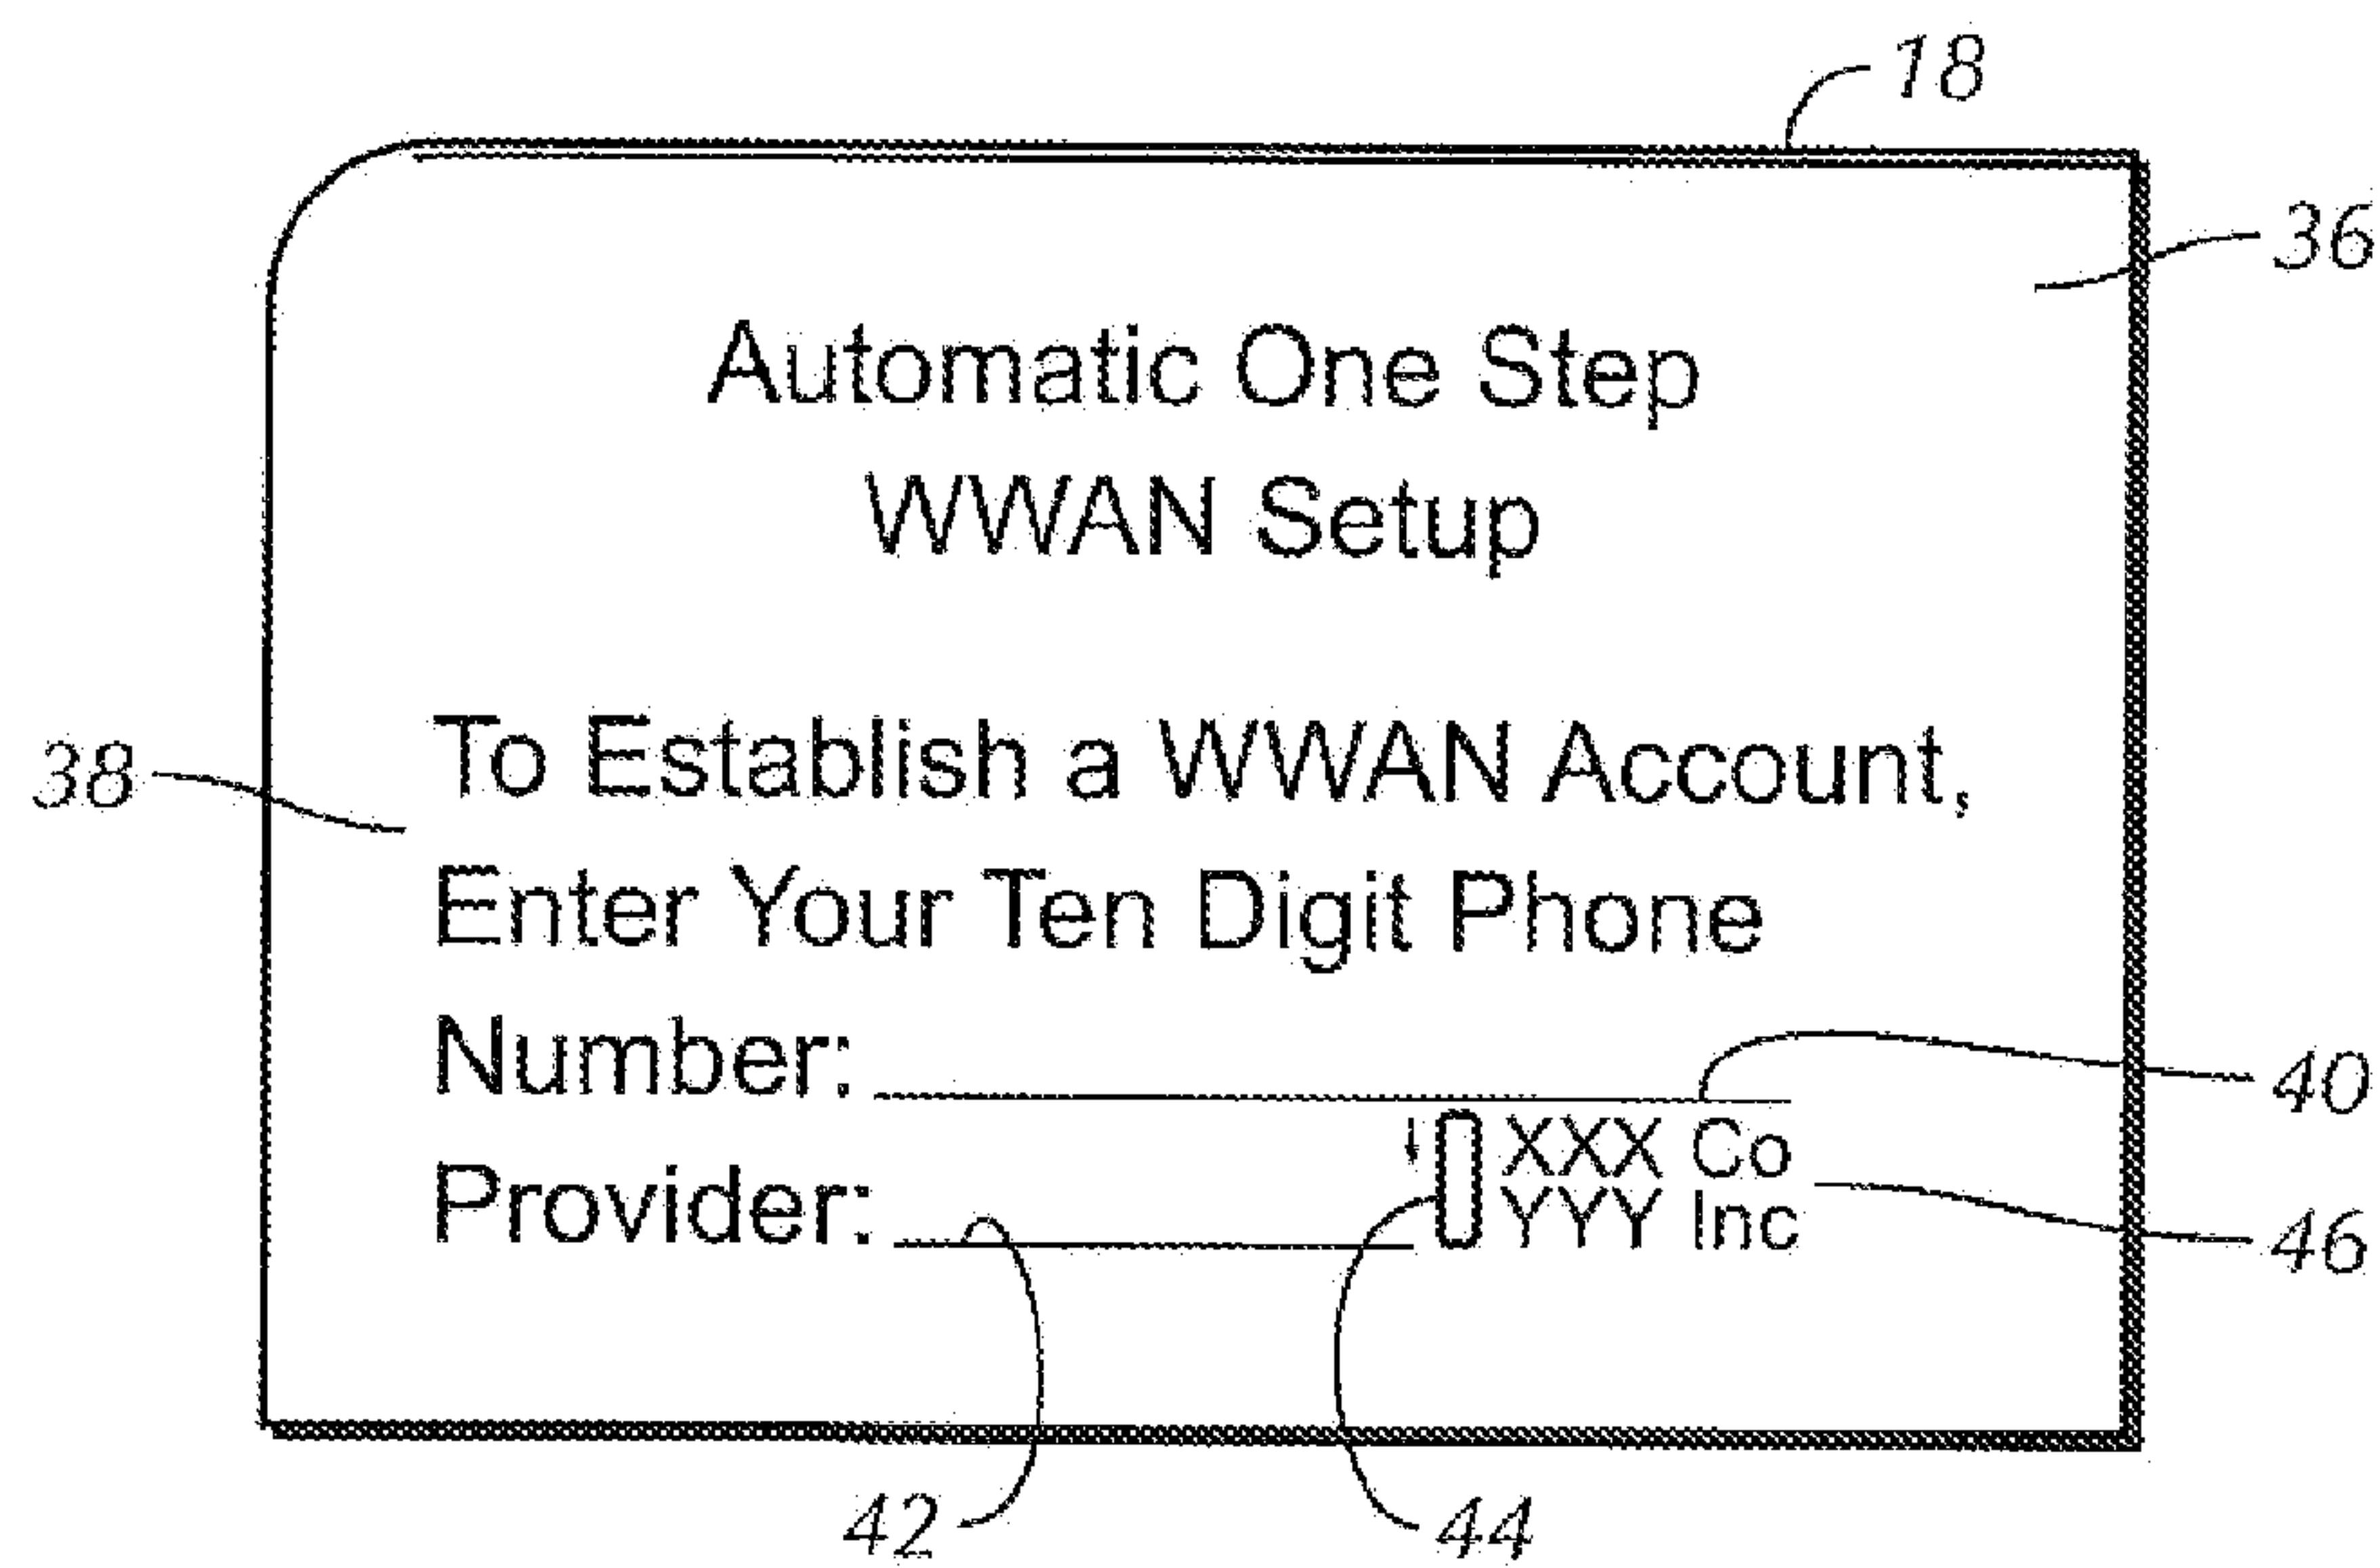 18
36
Automatic One Step
WWAN Setup
38
To Establish a WWAN Account,
Enter Your Ten Digit Phone
Number:
40
XXX Co
Provider:
YYY Inc
46
42
44